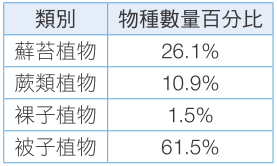 類別 物種數量百分比
蘇苔植物 26.1%
蕨類植物 10.9%
裸子植物 1.5%
被子植物 61.5%